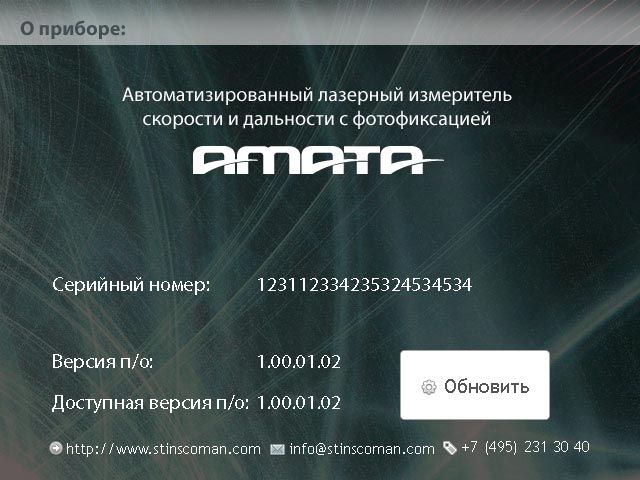 О приборе:
Автоматизированный лазерный измеритель
скорости и дальности с фотофиксацией
AMATA
Серийный номер: 123112334235324534534
Версия п/о: 1.00.01.02
Обновить
Доступная версия п/о: 1.00.01.02
http://www.stinscoman.com info@stinscoman.com +7 (495) 231 30 40